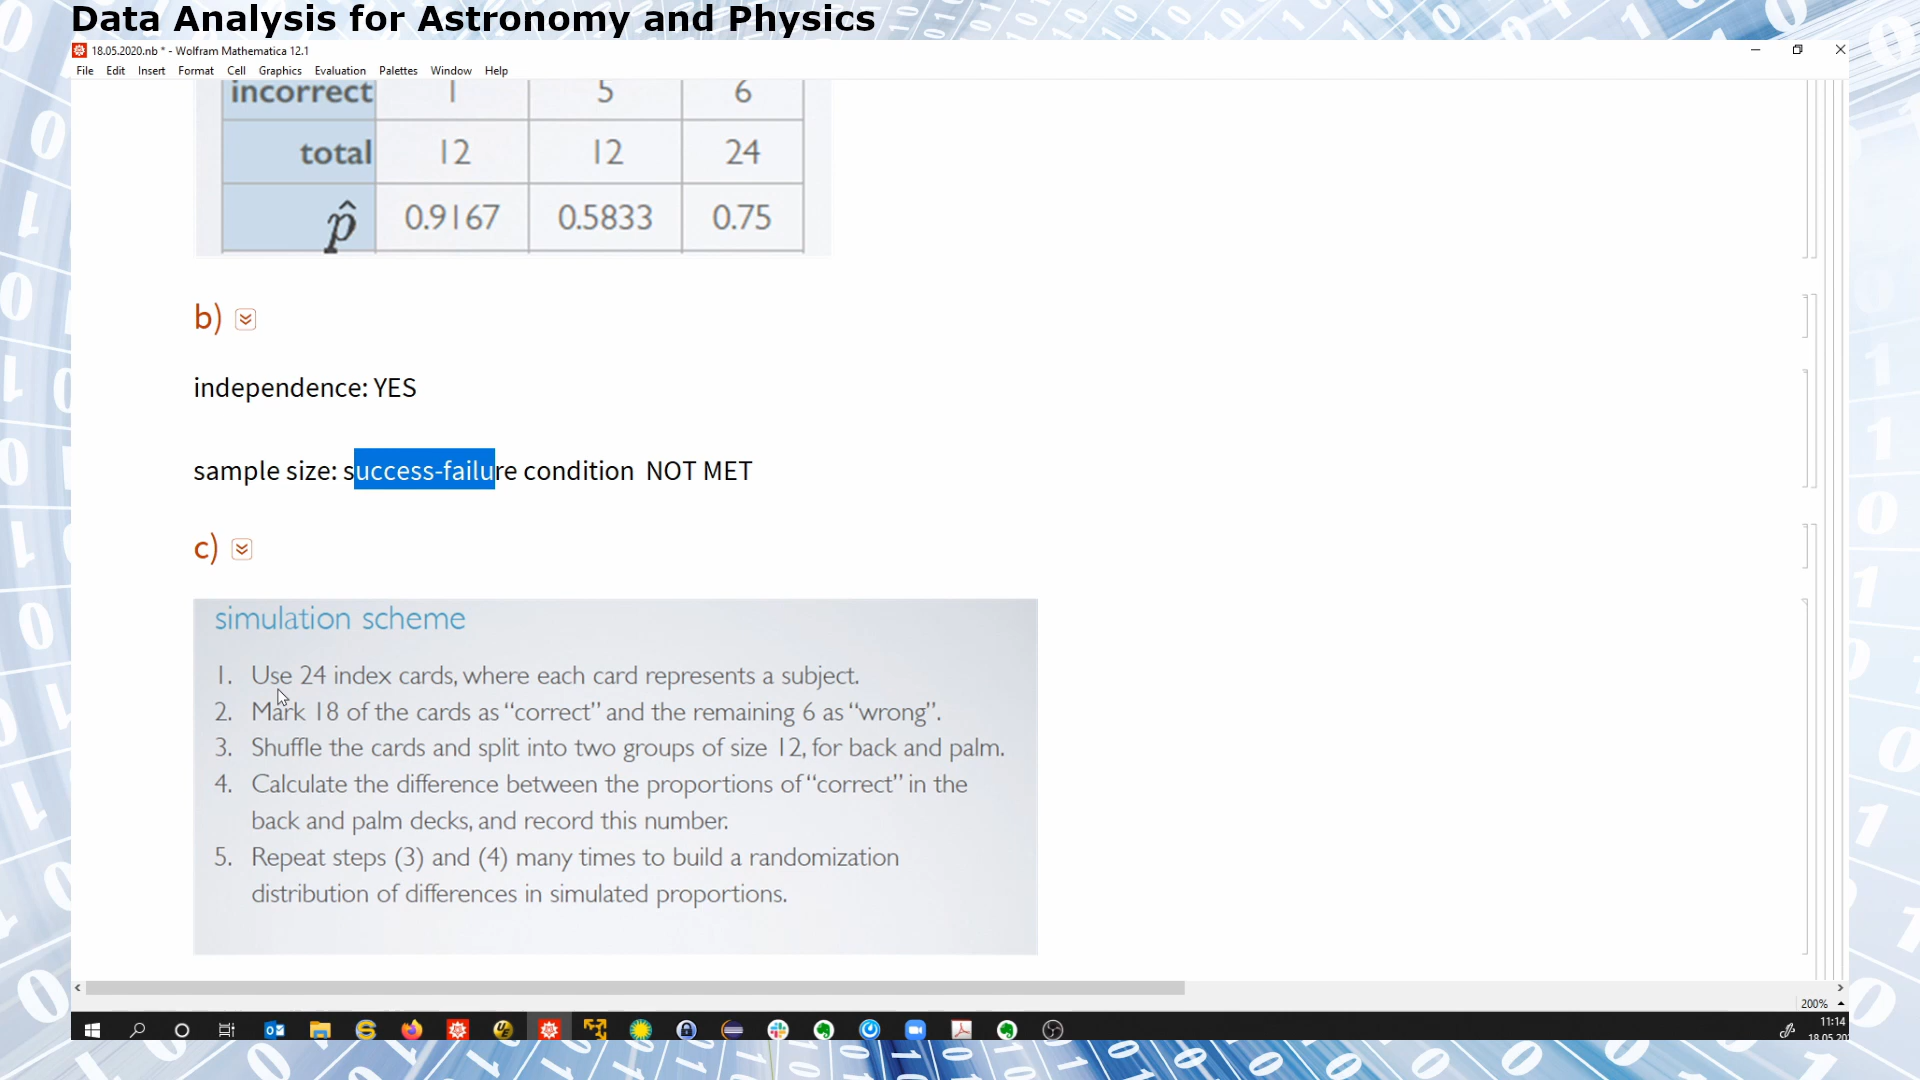 Data Analysis for Astronomy and Physics
18.05.2020.nb * - Wolfram Mathematica 12.1
File Edit Insert Format Cell Graphics Evaluation Palettes Window Help
incorrect 1 5 6
total 12 12 24
p̂ 0.9167 0.5833 0.75
b)
independence: YES
sample size: success-failure condition NOT MET
c)
simulation scheme
1. Use 24 index cards, where each card represents a subject.
2. Mark 18 of the cards as “correct” and the remaining 6 as “wrong”.
3. Shuffle the cards and split into two groups of size 12, for back and palm.
4. Calculate the difference between the proportions of “correct” in the
back and palm decks, and record this number.
5. Repeat steps (3) and (4) many times to build a randomization
distribution of differences in simulated proportions.
200%
11:14
18.05.20